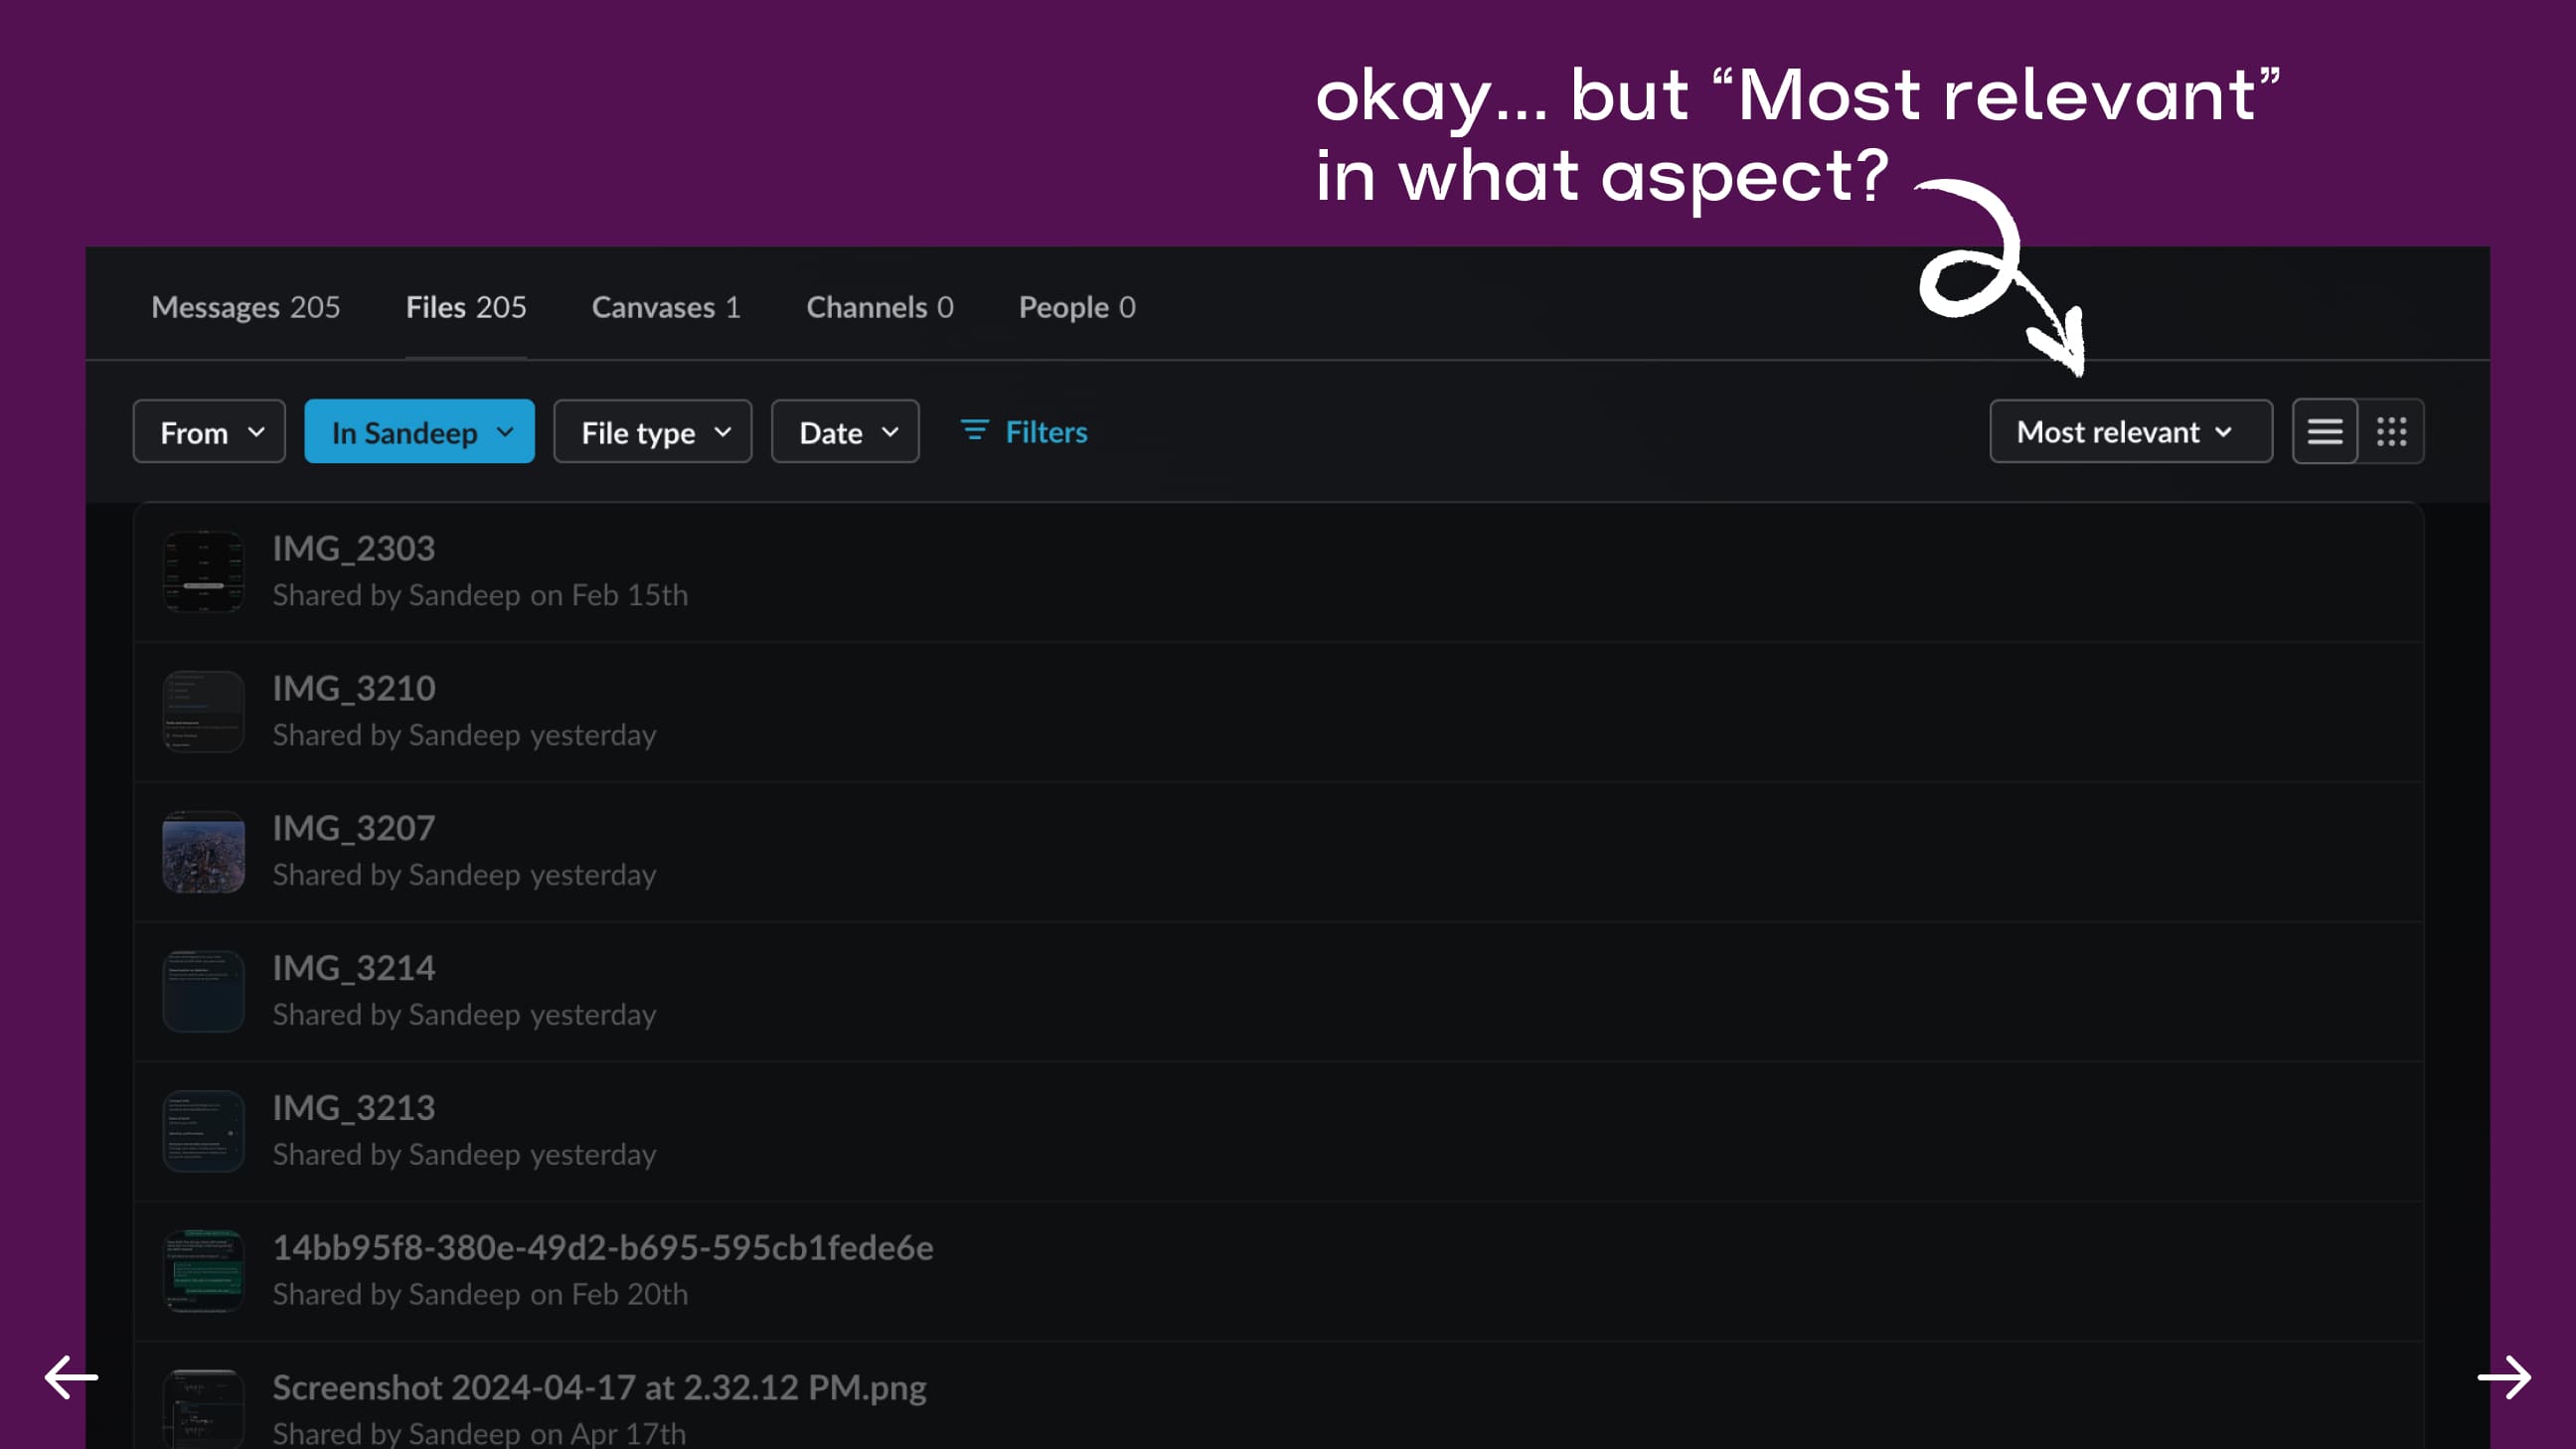 okay... but “Most relevant”
in what aspect?
Messages 205 Files 205 Canvases 1 Channels 0 People 0
From In Sandeep File type Date Filters Most relevant
IMG_2303
Shared by Sandeep on Feb 15th
IMG_3210
Shared by Sandeep yesterday
IMG_3207
Shared by Sandeep yesterday
IMG_3214
Shared by Sandeep yesterday
IMG_3213
Shared by Sandeep yesterday
14bb95f8-380e-49d2-b695-595cb1fede6e
Shared by Sandeep on Feb 20th
Screenshot 2024-04-17 at 2.32.12 PM.png
Shared by Sandeep on Apr 17th